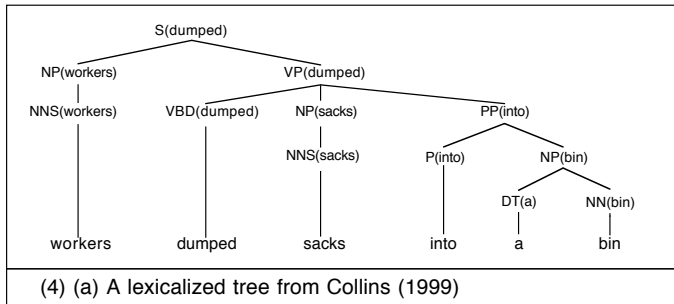 S(dumped)
NP(workers) VP(dumped)
NNS(workers) VBD(dumped) NP(sacks) PP(into)
NNS(sacks) P(into) NP(bin)
DT(a) NN(bin)
workers dumped sacks into a bin
(4) (a) A lexicalized tree from Collins (1999)